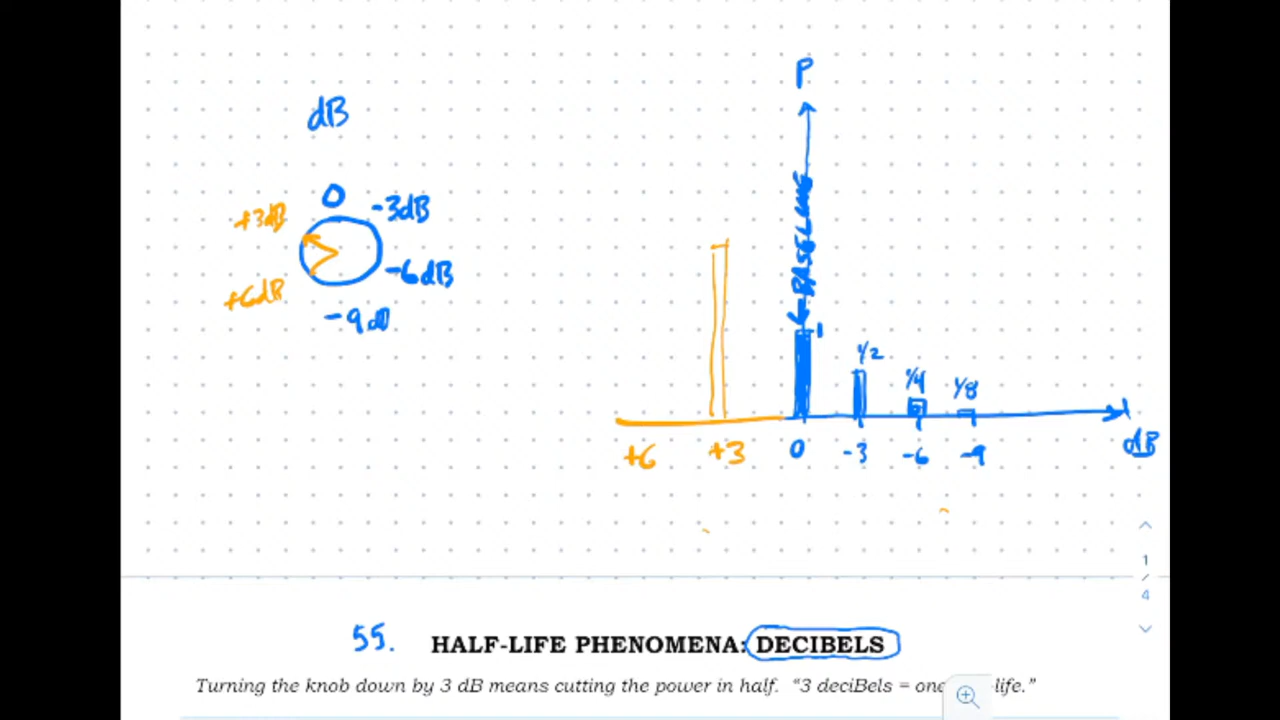 P
dB
0
-3dB
+3dB
-6dB
+6dB
-9d
← BASELINE
1
1/2
1/4
1/8
+6 +3 0 -3 -6 -9
dB
1
/
4
55. HALF-LIFE PHENOMENA: DECIBELS
Turning the knob down by 3 dB means cutting the power in half. "3 deciBels = one life."